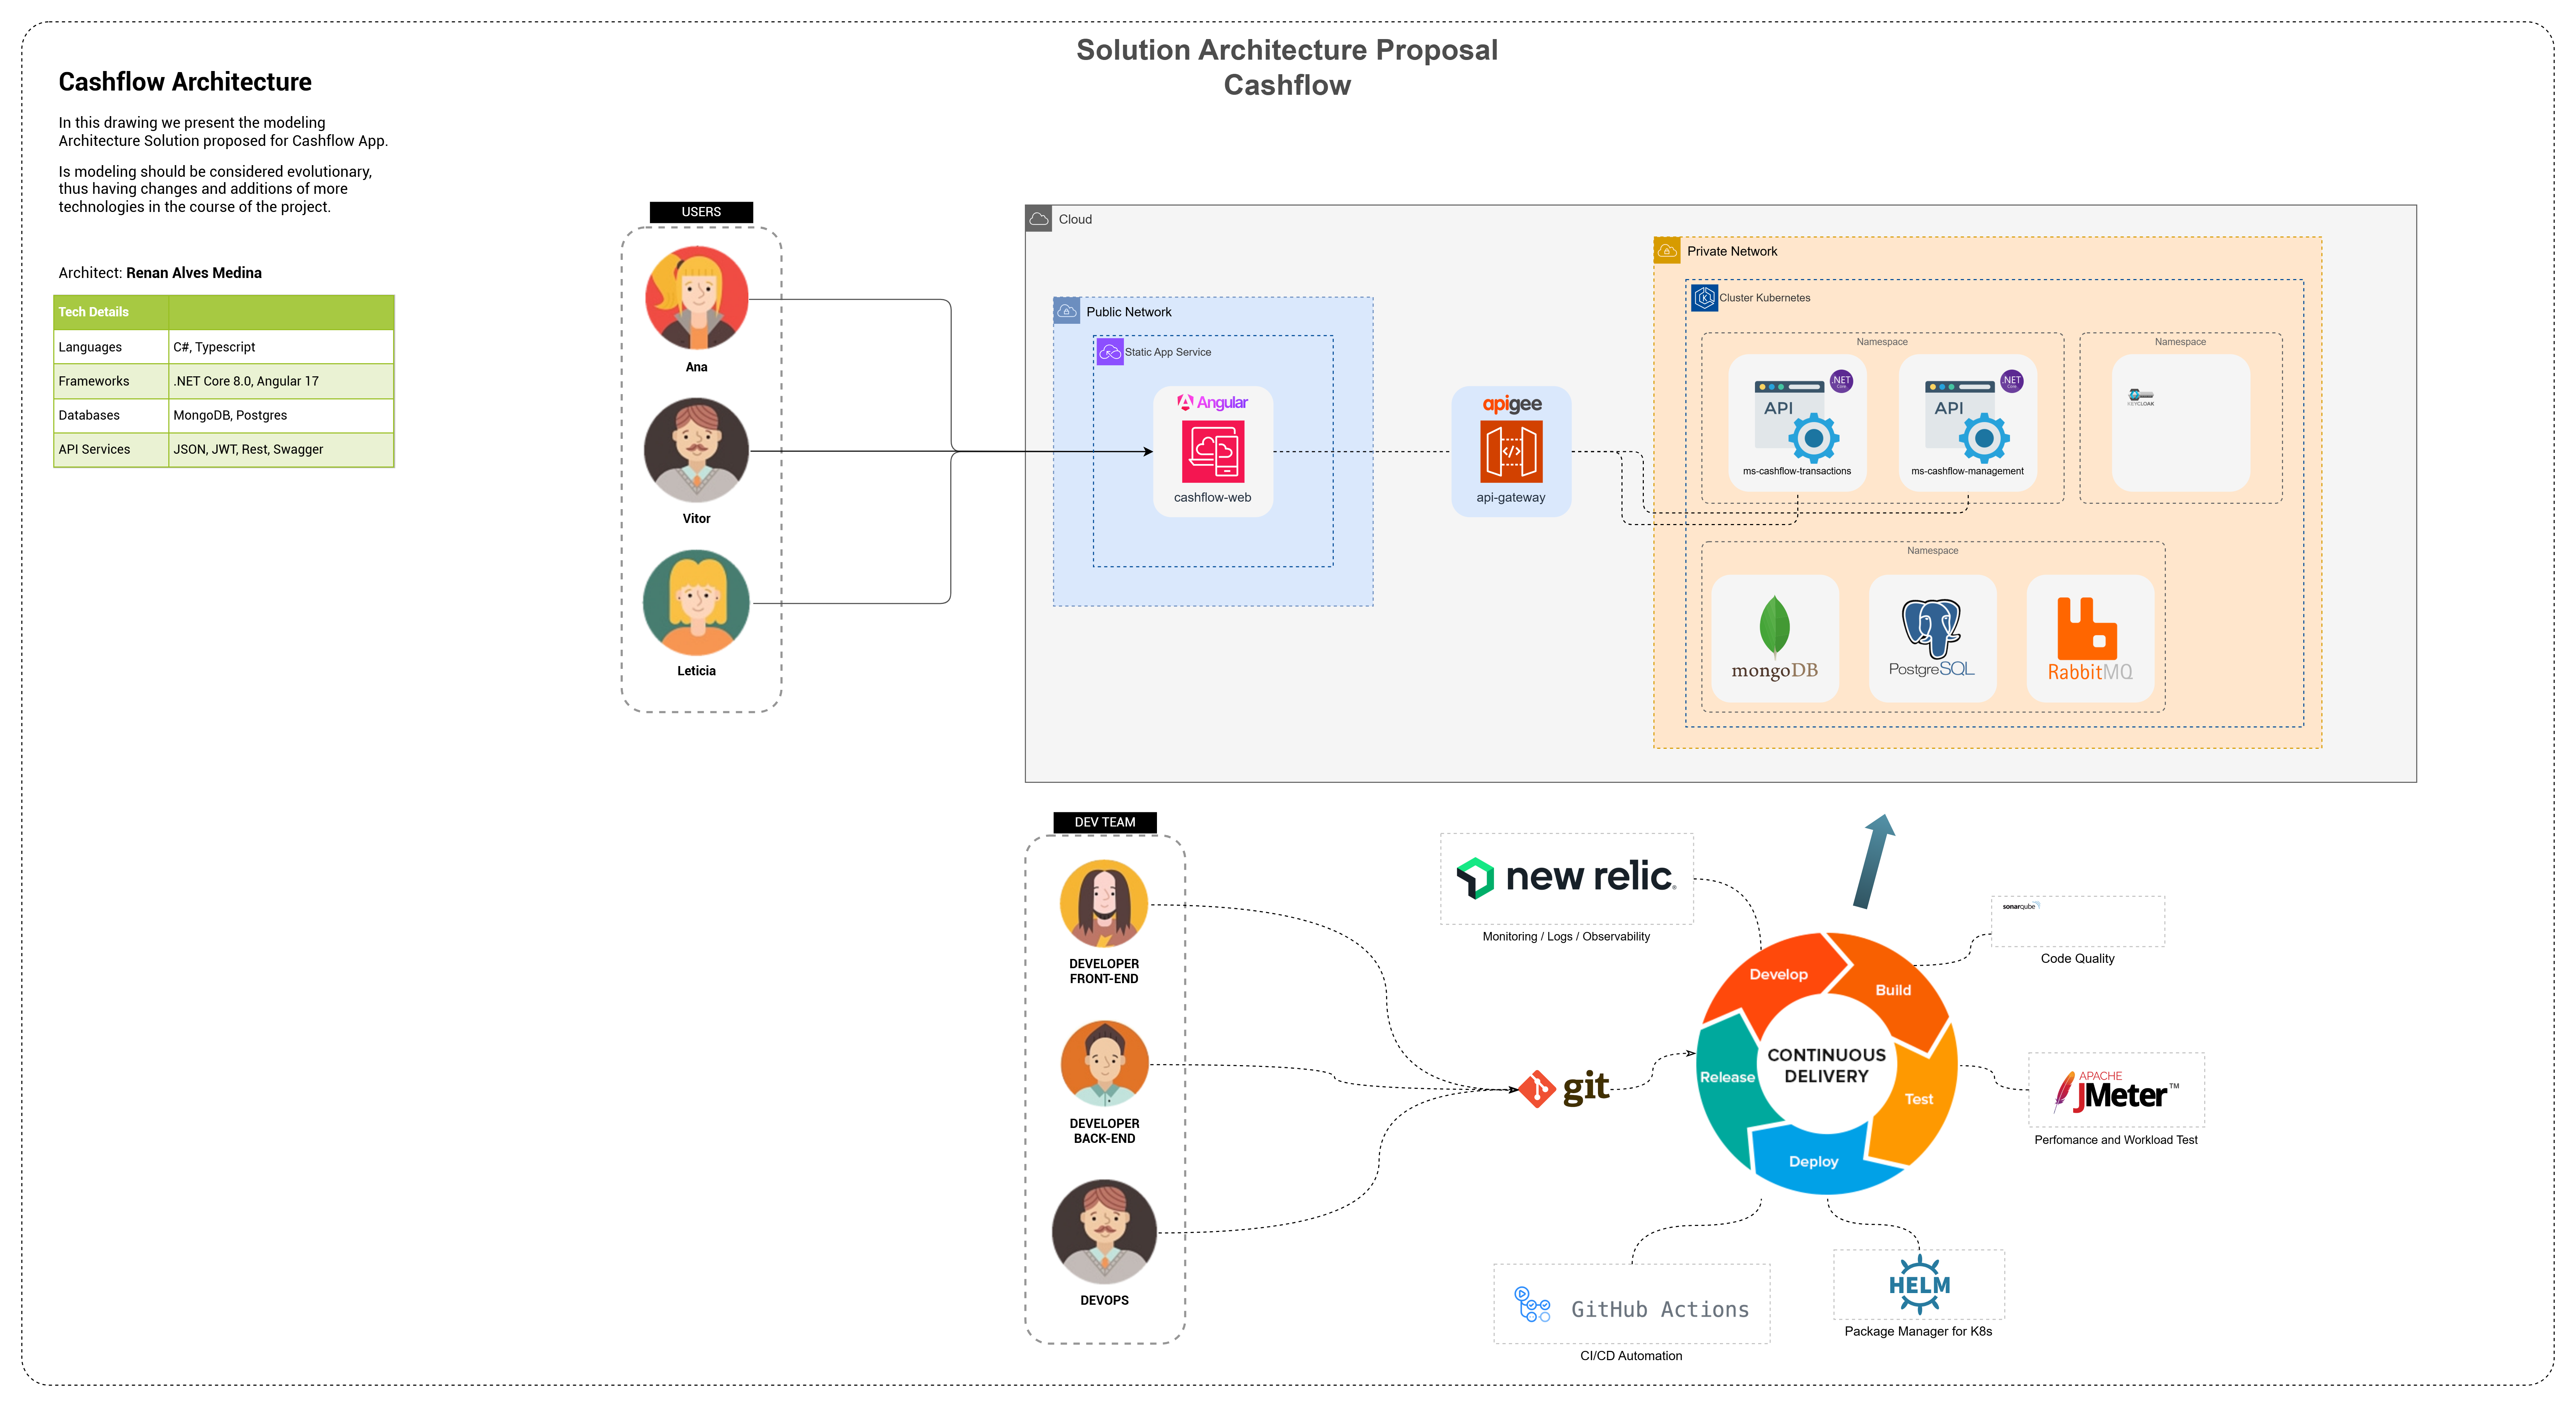 Solution Architecture Proposal
Cashflow
Cashflow Architecture
In this drawing we present the modeling
Architecture Solution proposed for Cashflow App.
Is modeling should be considered evolutionary,
thus having changes and additions of more
technologies in the course of the project.
Architect: Renan Alves Medina
Tech Details
Languages C#, Typescript
Frameworks .NET Core 8.0, Angular 17
Databases MongoDB, Postgres
API Services JSON, JWT, Rest, Swagger
USERS
Ana
Vitor
Leticia
Cloud
Public Network
Static App Service
Angular
cashflow-web
apigee
api-gateway
Private Network
Cluster Kubernetes
Namespace
.NET
Core
API
ms-cashflow-transactions
.NET
Core
API
ms-cashflow-management
Namespace
KEYCLOAK
Namespace
mongoDB
PostgreSQL
RabbitMQ
DEV TEAM
DEVELOPER
FRONT-END
DEVELOPER
BACK-END
DEVOPS
git
new relic®
Monitoring / Logs / Observability
CONTINUOUS
DELIVERY
Develop
Build
Test
Deploy
Release
sonarqube
Code Quality
APACHE
JMeter™
Perfomance and Workload Test
GitHub Actions
CI/CD Automation
HELM
Package Manager for K8s